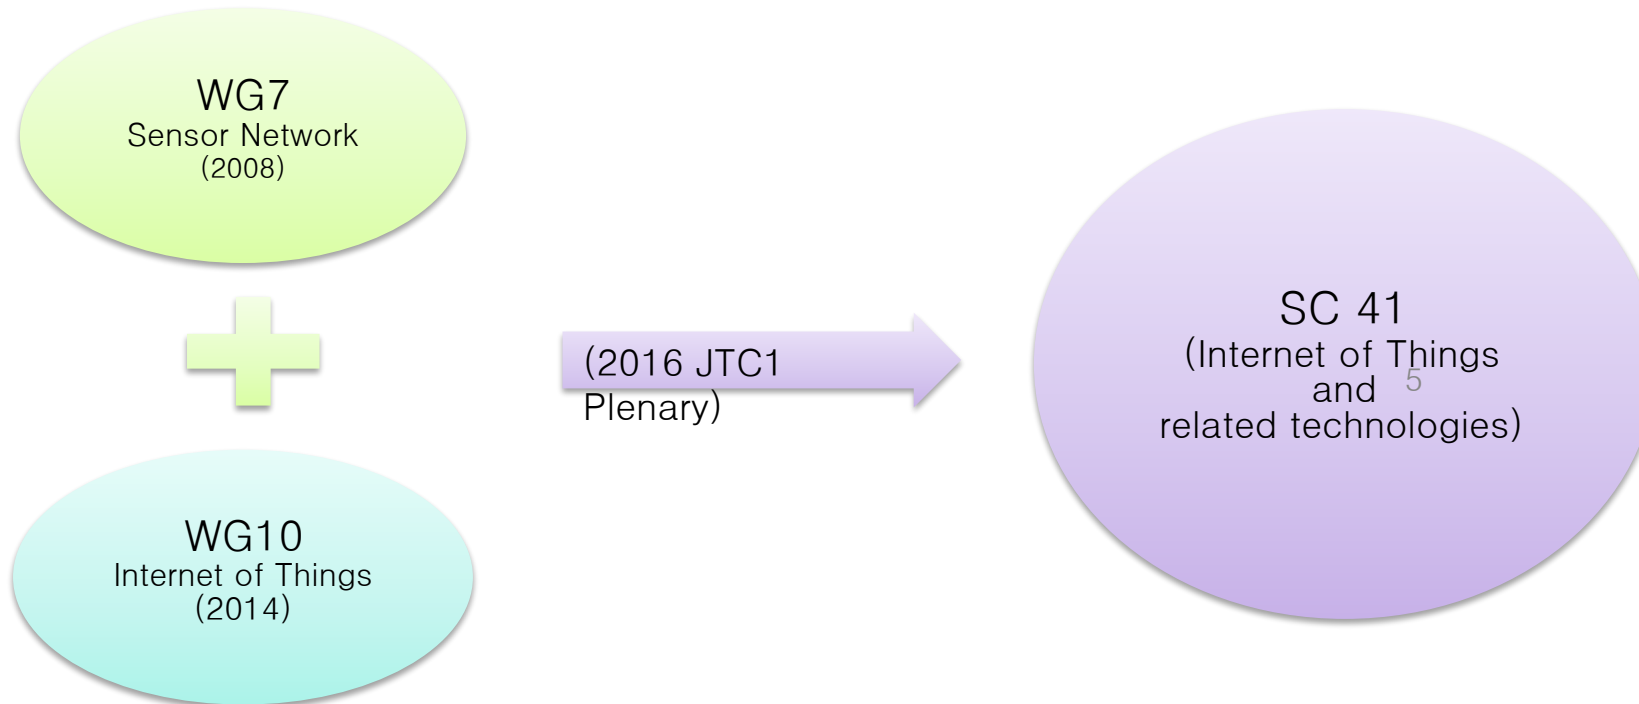 WG7
Sensor Network
(2008)
WG10
Internet of Things
(2014)
(2016 JTC1
Plenary)
SC 41
(Internet of Things
and 5
related technologies)